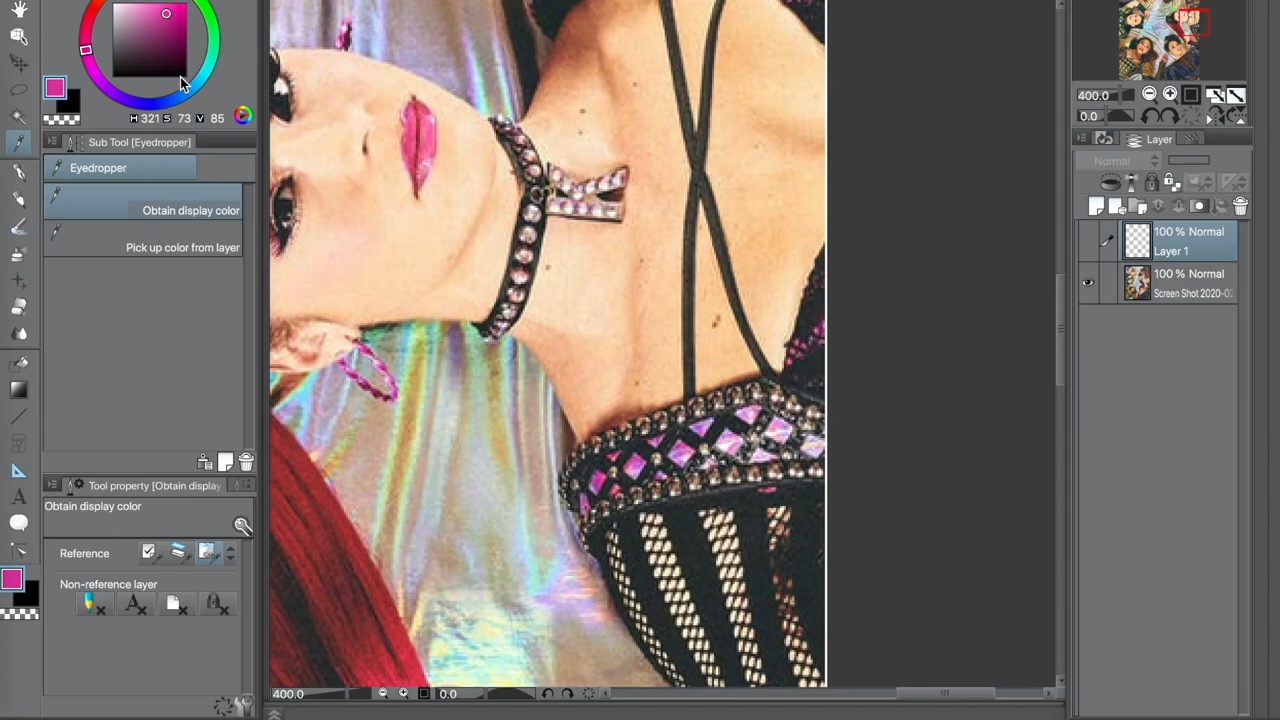 H 321 S 73 V 85
Sub Tool [Eyedropper]
Eyedropper
Obtain display color
Pick up color from layer
Tool property [Obtain display
Obtain display color
Reference
Non-reference layer
400.0
0.0
400.0
0.0
Layer
Normal
100 % Normal
Layer 1
100 % Normal
Screen Shot 2020-0